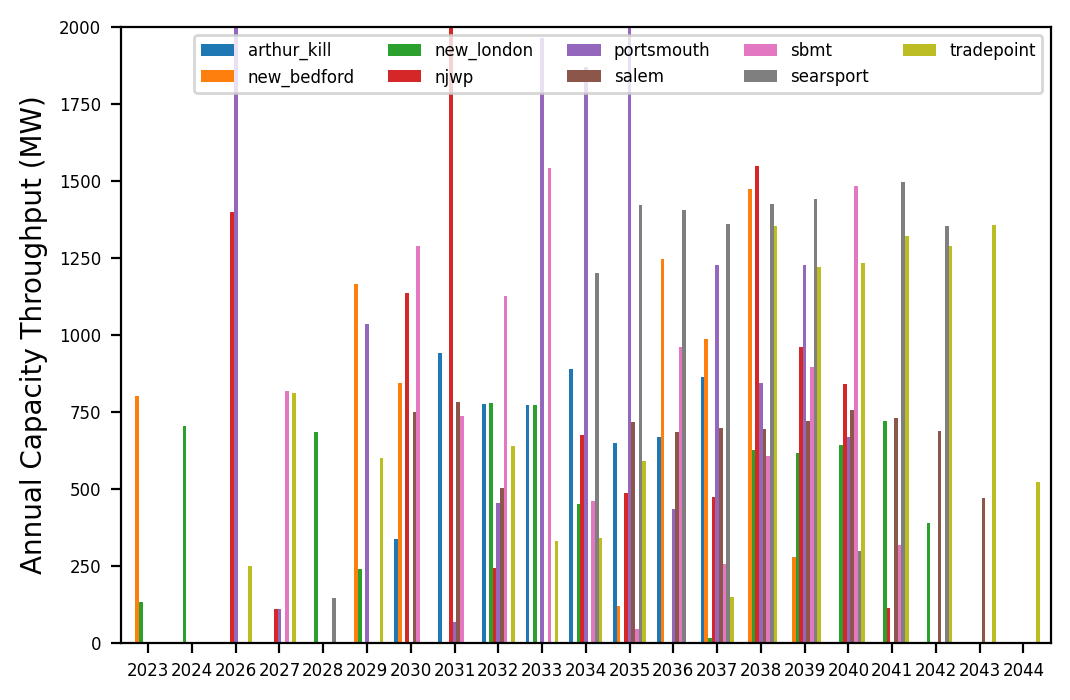 Annual Capacity Throughput (MW)
2000
1750
1500
1250
1000
750
500
250
0
arthur_kill new_london portsmouth sbmt tradepoint
new_bedford njwp salem searsport
2023 2024 2026 2027 2028 2029 2030 2031 2032 2033 2034 2035 2036 2037 2038 2039 2040 2041 2042 2043 2044